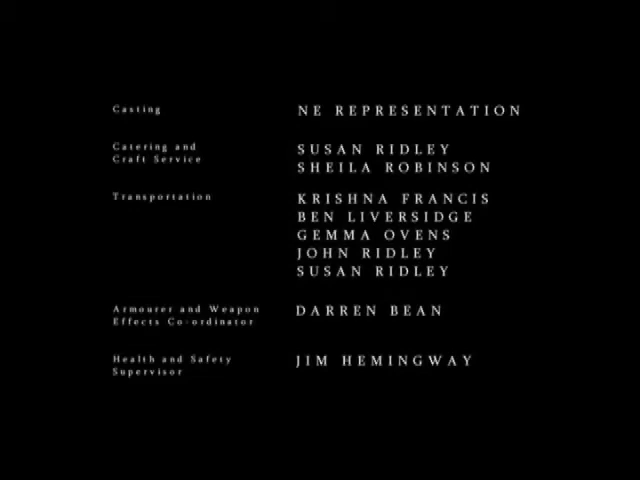 Casting NE REPRESENTATION
Catering and SUSAN RIDLEY
Craft Service SHEILA ROBINSON
Transportation KRISHNA FRANCIS
BEN LIVERSIDGE
GEMMA OVENS
JOHN RIDLEY
SUSAN RIDLEY
Armourer and Weapon DARREN BEAN
Effects Co-ordinator
Health and Safety JIM HEMINGWAY
Supervisor